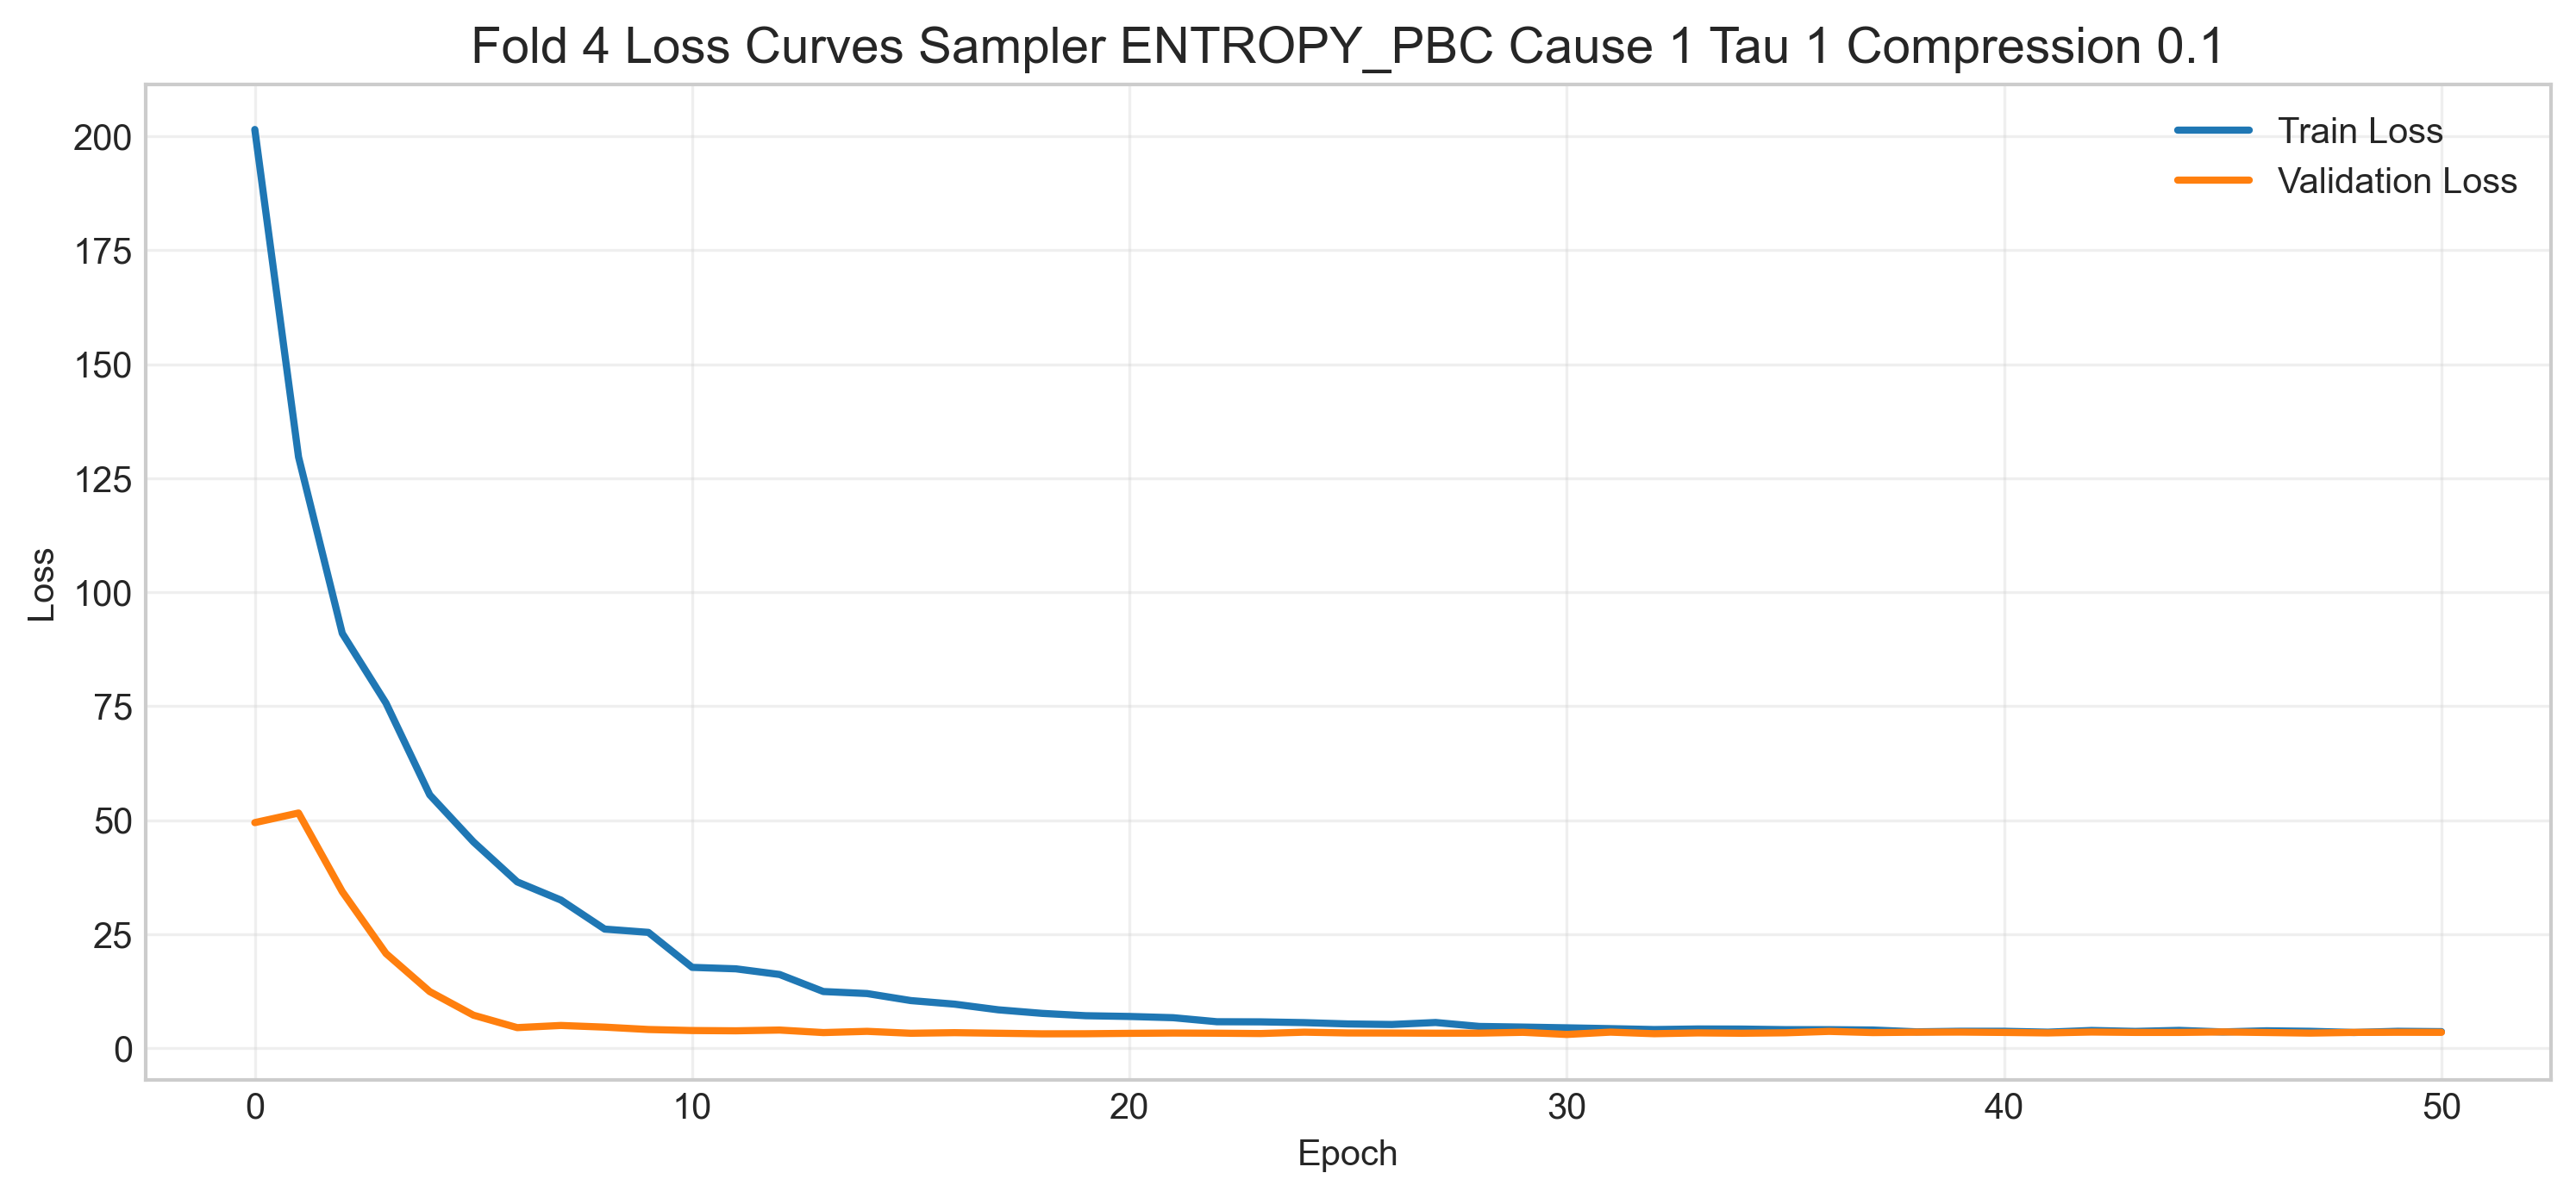 Fold 4 Loss Curves Sampler ENTROPY_PBC Cause 1 Tau 1 Compression 0.1
Train Loss
Validation Loss
200
175
150
125
100
75
50
25
0
Loss
0 10 20 30 40 50
Epoch